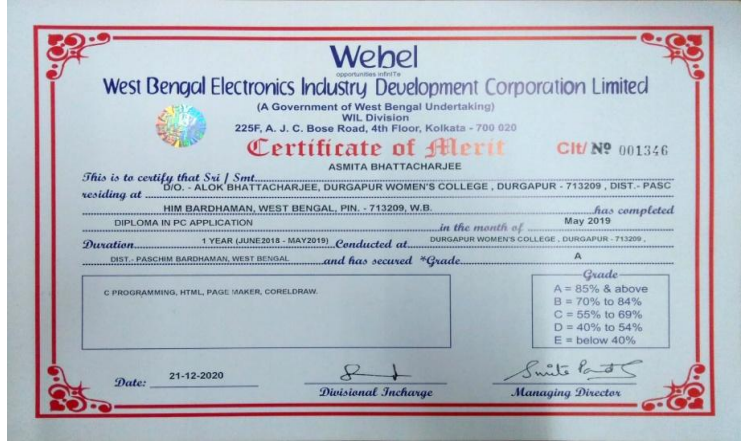 Webel
opportunities infinITe
West Bengal Electronics Industry Development Corporation Limited
(A Government of West Bengal Undertaking)
WIL Division
225F, A. J. C. Bose Road, 4th Floor, Kolkata - 700 020
Certificate of Merit
Cit/ Nº 001346
ASMITA BHATTACHARJEE
This is to certify that Sri / Smt.
D/O. - ALOK BHATTACHARJEE, DURGAPUR WOMEN'S COLLEGE , DURGAPUR - 713209 , DIST.- PASC
residing at
HIM BARDHAMAN, WEST BENGAL, PIN. - 713209, W.B. has completed
DIPLOMA IN PC APPLICATION in the month of May 2019
Duration 1 YEAR (JUNE2018 - MAY2019) Conducted at DURGAPUR WOMEN'S COLLEGE , DURGAPUR - 713209 ,
DIST.- PASCHIM BARDHAMAN, WEST BENGAL and has secured *Grade A
C PROGRAMMING, HTML, PAGE MAKER, CORELDRAW.
Grade
A = 85% & above
B = 70% to 84%
C = 55% to 69%
D = 40% to 54%
E = below 40%
Date: 21-12-2020
Divisional Incharge
Managing Director